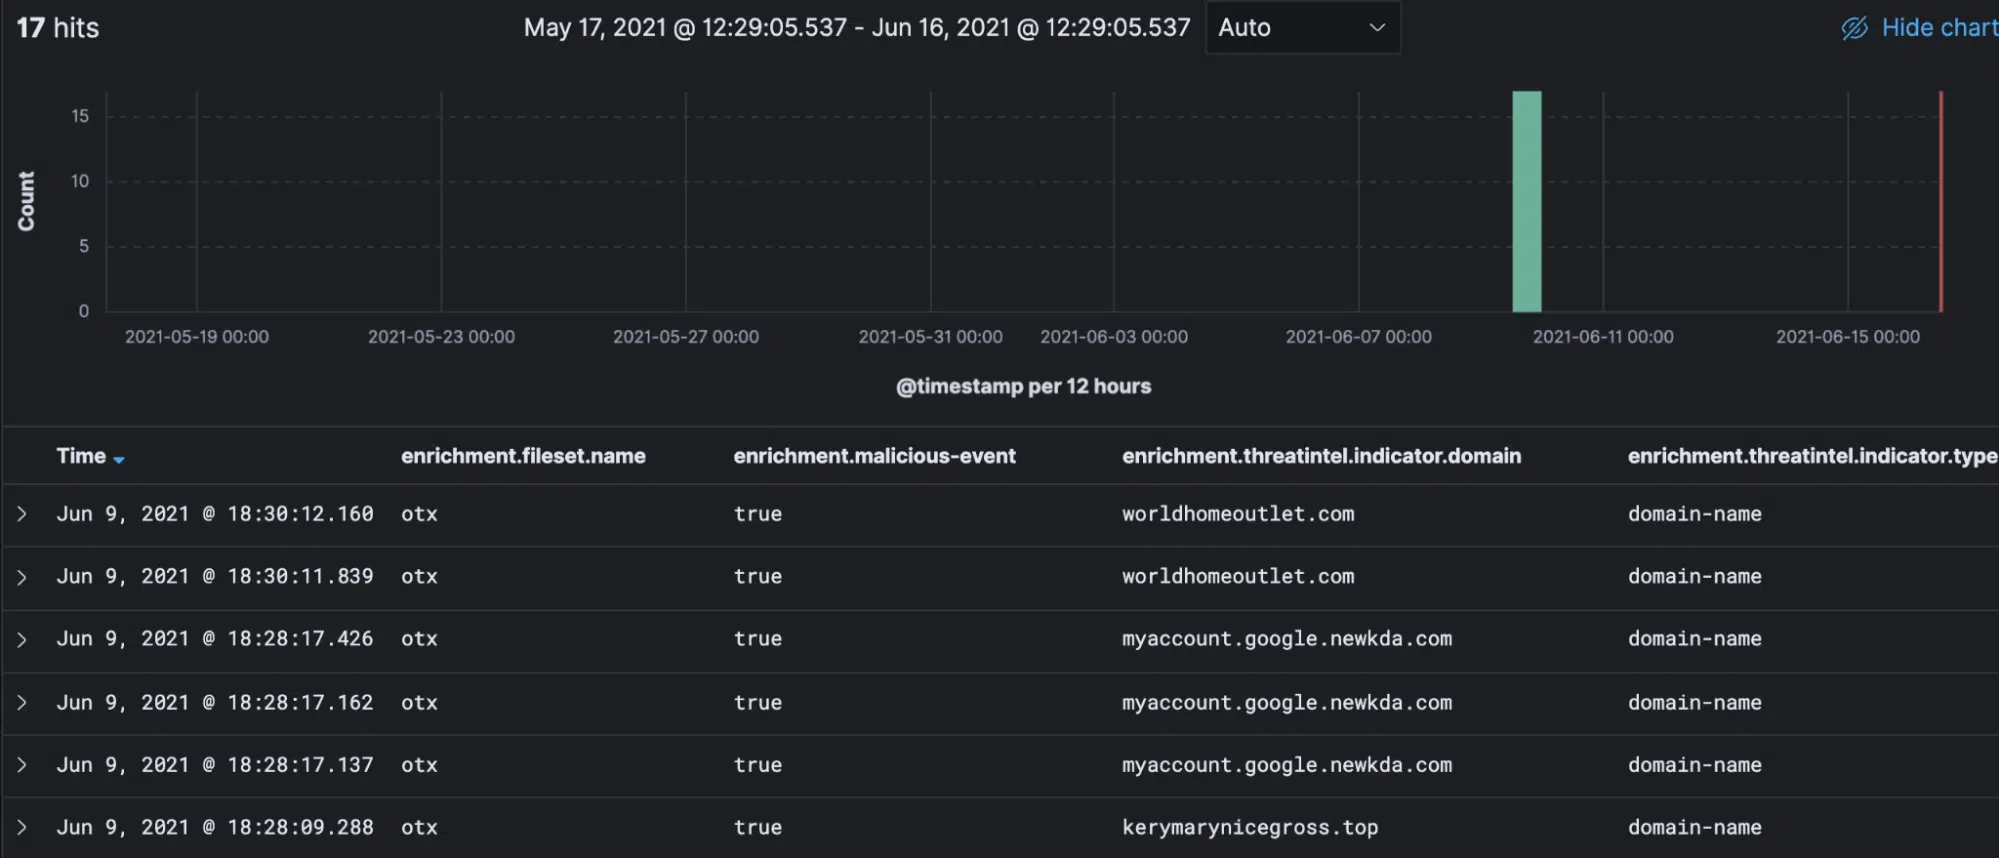 17 hits May 17, 2021 @ 12:29:05.537 - Jun 16, 2021 @ 12:29:05.537 Auto Hide chart
15
10
5
0
Count
2021-05-19 00:00 2021-05-23 00:00 2021-05-27 00:00 2021-05-31 00:00 2021-06-03 00:00 2021-06-07 00:00 2021-06-11 00:00 2021-06-15 00:00
@timestamp per 12 hours
Time enrichment.fileset.name enrichment.malicious-event enrichment.threatintel.indicator.domain enrichment.threatintel.indicator.type
Jun 9, 2021 @ 18:30:12.160 otx true worldhomeoutlet.com domain-name
Jun 9, 2021 @ 18:30:11.839 otx true worldhomeoutlet.com domain-name
Jun 9, 2021 @ 18:28:17.426 otx true myaccount.google.newkda.com domain-name
Jun 9, 2021 @ 18:28:17.162 otx true myaccount.google.newkda.com domain-name
Jun 9, 2021 @ 18:28:17.137 otx true myaccount.google.newkda.com domain-name
Jun 9, 2021 @ 18:28:09.288 otx true kerymarynicegross.top domain-name